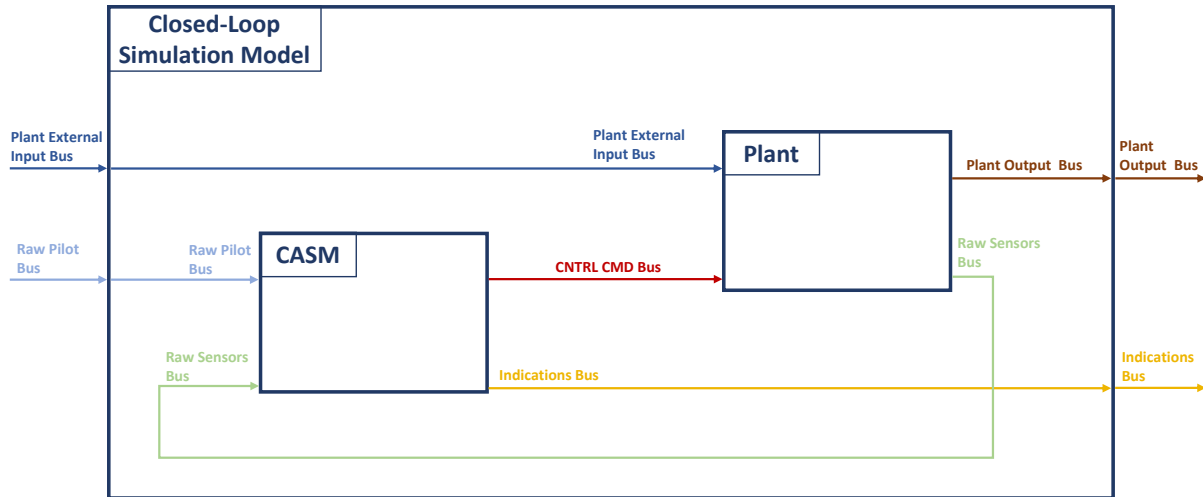 Closed-Loop
Simulation Model
Plant External
Input Bus
Plant External
Input Bus
Plant
Plant Output Bus
Plant
Output Bus
Raw Pilot
Bus
Raw Pilot
Bus
CASM
CNTRL CMD Bus
Raw Sensors
Bus
Raw Sensors
Bus
Indications Bus
Indications
Bus